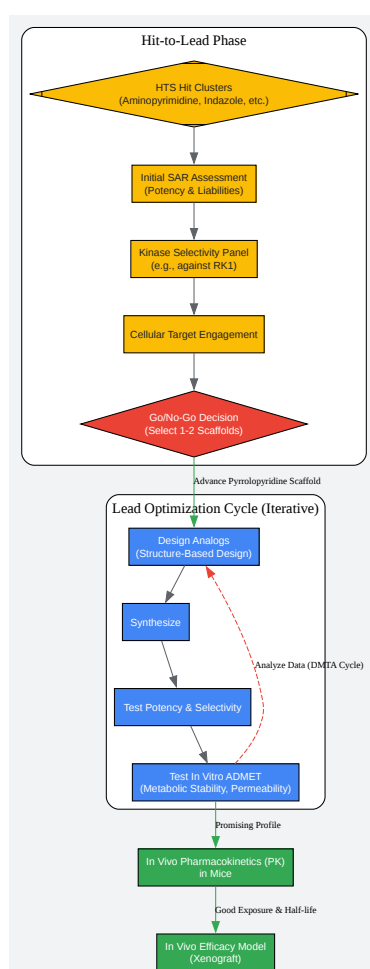 Hit-to-Lead Phase
HTS Hit Clusters
(Aminopyrimidine, Indazole, etc.)
Initial SAR Assessment
(Potency & Liabilities)
Kinase Selectivity Panel
(e.g., against RK1)
Cellular Target Engagement
Go/No-Go Decision
(Select 1-2 Scaffolds)
Advance Pyrrolopyridine Scaffold
Lead Optimization Cycle (Iterative)
Design Analogs
(Structure-Based Design)
Synthesize
Analyze Data (DMTA Cycle)
Test Potency & Selectivity
Test In Vitro ADMET
(Metabolic Stability, Permeability)
Promising Profile
In Vivo Pharmacokinetics (PK)
in Mice
Good Exposure & Half-life
In Vivo Efficacy Model
(Xenograft)